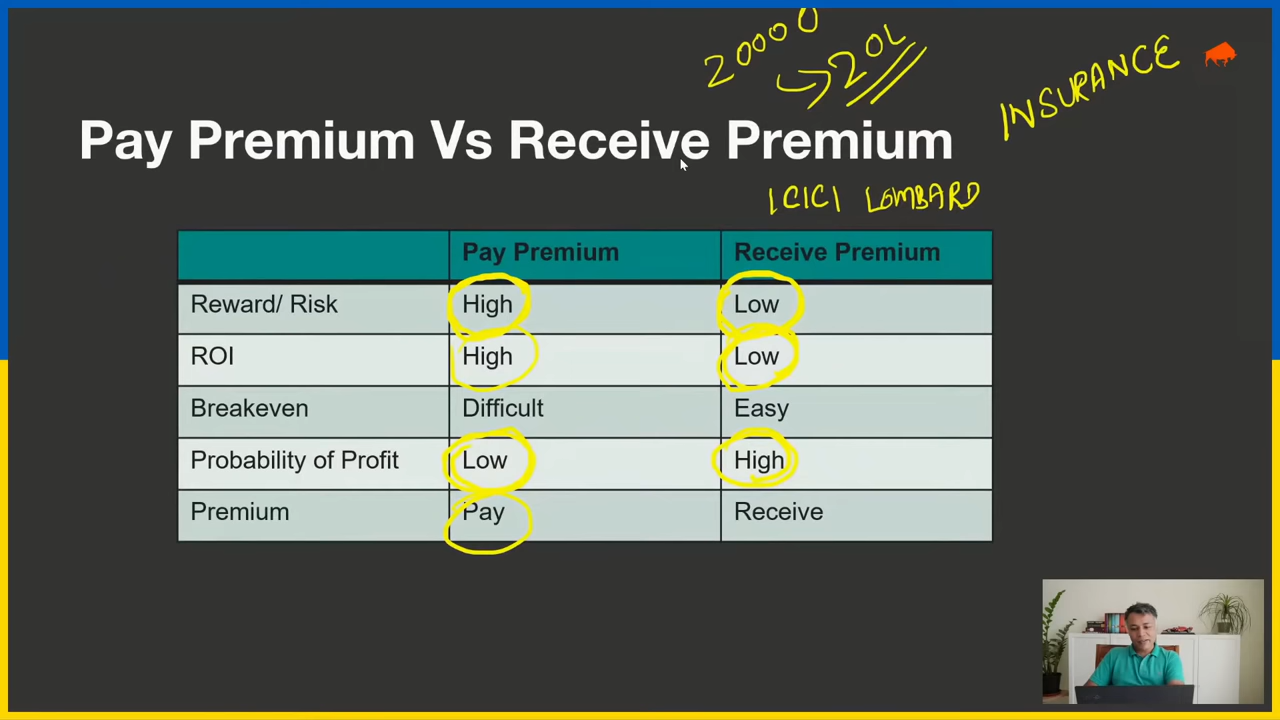 20000
20L
INSURANCE
Pay Premium Vs Receive Premium
ICICI LOMBARD
Pay Premium Receive Premium
Reward/ Risk High Low
ROI High Low
Breakeven Difficult Easy
Probability of Profit Low High
Premium Pay Receive